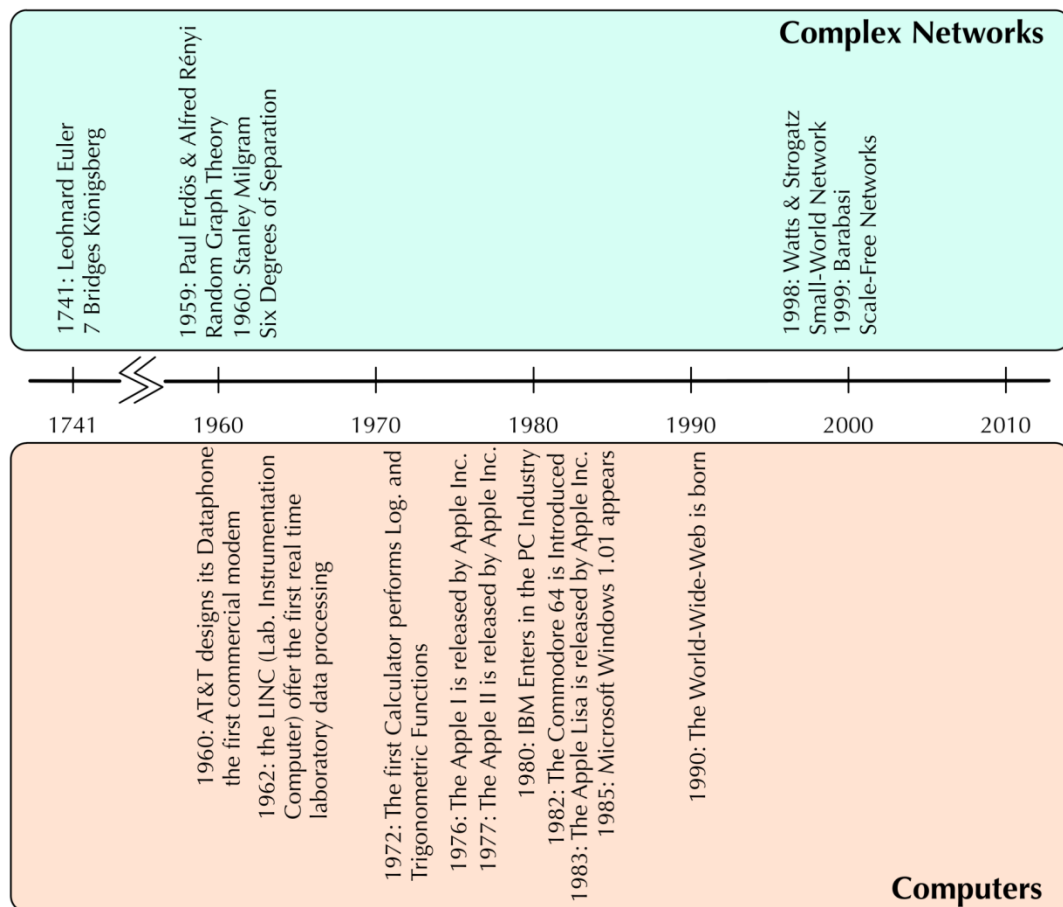 Complex Networks
1741: Leohnard Euler
7 Bridges Königsberg
1959: Paul Erdös & Alfred Rényi
Random Graph Theory
1960: Stanley Milgram
Six Degrees of Separation
1998: Watts & Strogatz
Small-World Network
1999: Barabasi
Scale-Free Networks
1741
1960
1970
1980
1990
2000
2010
1960: AT&T designs its Dataphone
the first commercial modem
1962: the LINC (Lab. Instrumentation
Computer) offer the first real time
laboratory data processing
1972: The first Calculator performs Log. and
Trigonometric Functions
1976: The Apple I is released by Apple Inc.
1977: The Apple II is released by Apple Inc.
1980: IBM Enters in the PC Industry
1982: The Commodore 64 is Introduced
1983: The Apple Lisa is released by Apple Inc.
1985: Microsoft Windows 1.01 appears
1990: The World-Wide-Web is born
Computers